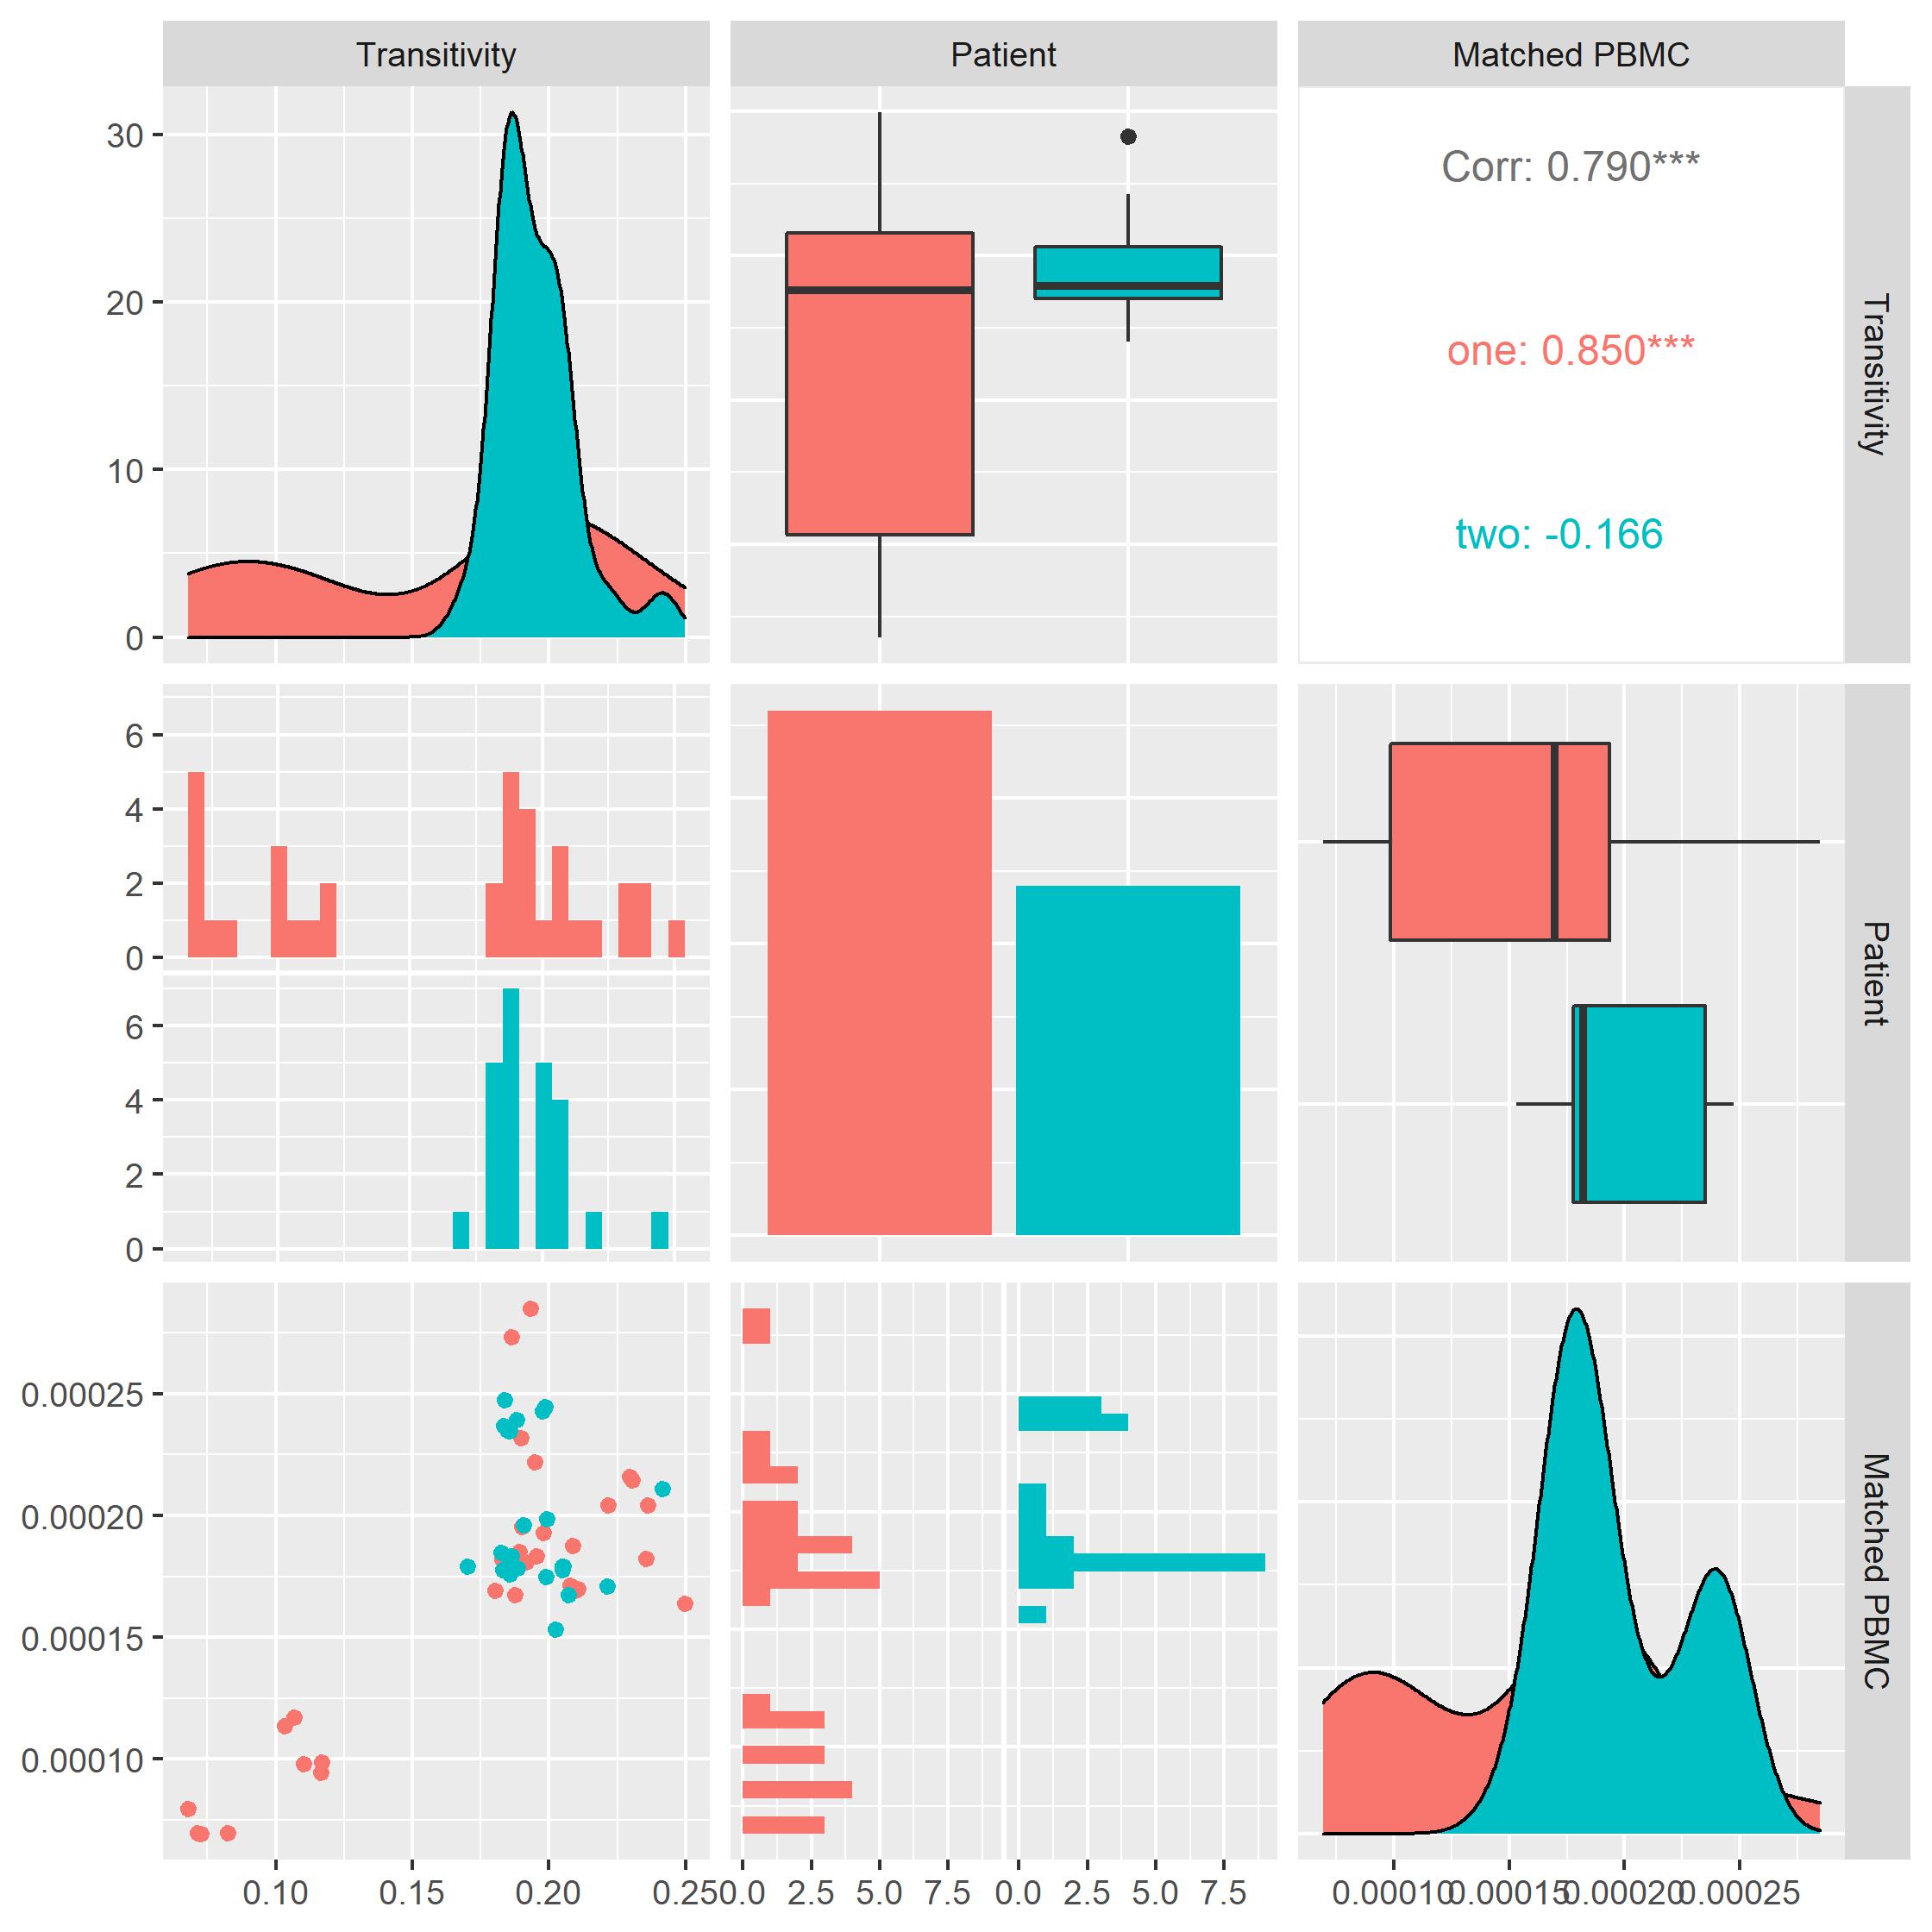 Transitivity
Patient
Matched PBMC
30
20
10
0
Corr: 0.790***
one: 0.850***
two: -0.166
Transitivity
6
4
2
0
6
4
2
0
Patient
0.00025
0.00020
0.00015
0.00010
Matched PBMC
0.10 0.15 0.20 0.25
0.0 2.5 5.0 7.5 0.0 2.5 5.0 7.5
0.00010 0.00015 0.00020 0.00025